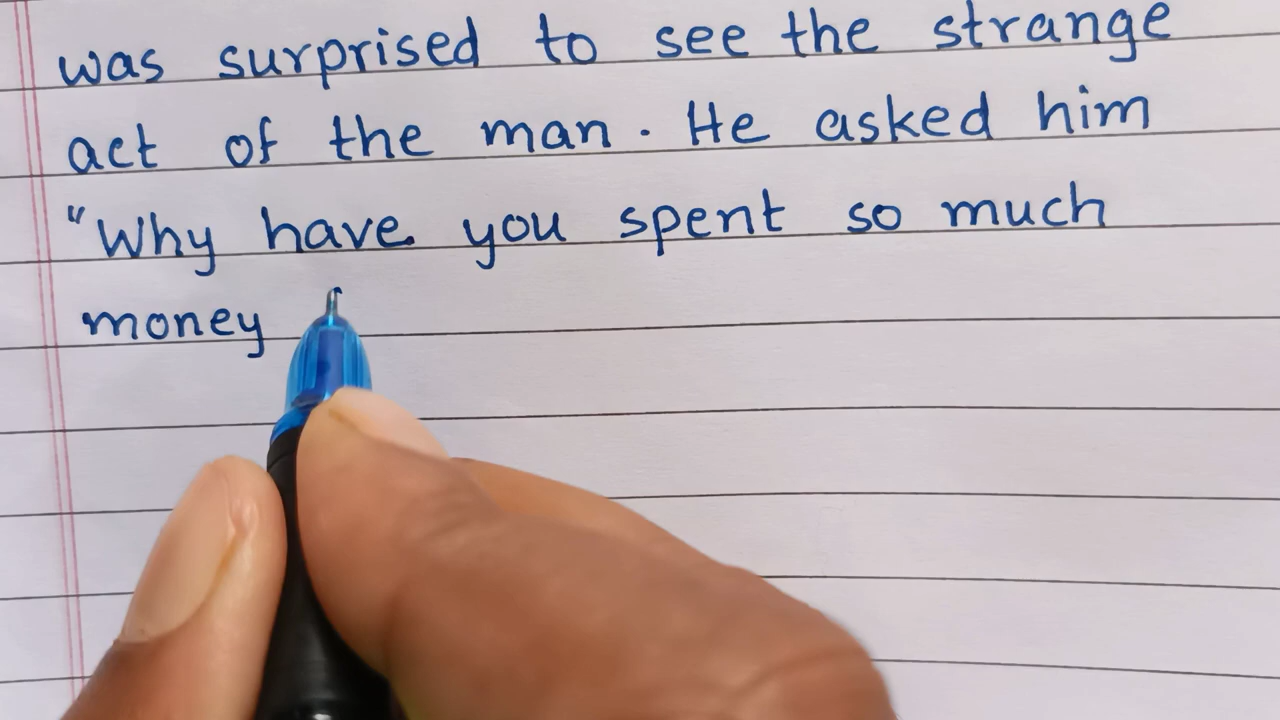 was surprised to see the strange
act of the man. He asked him
"Why have you spent so much
money